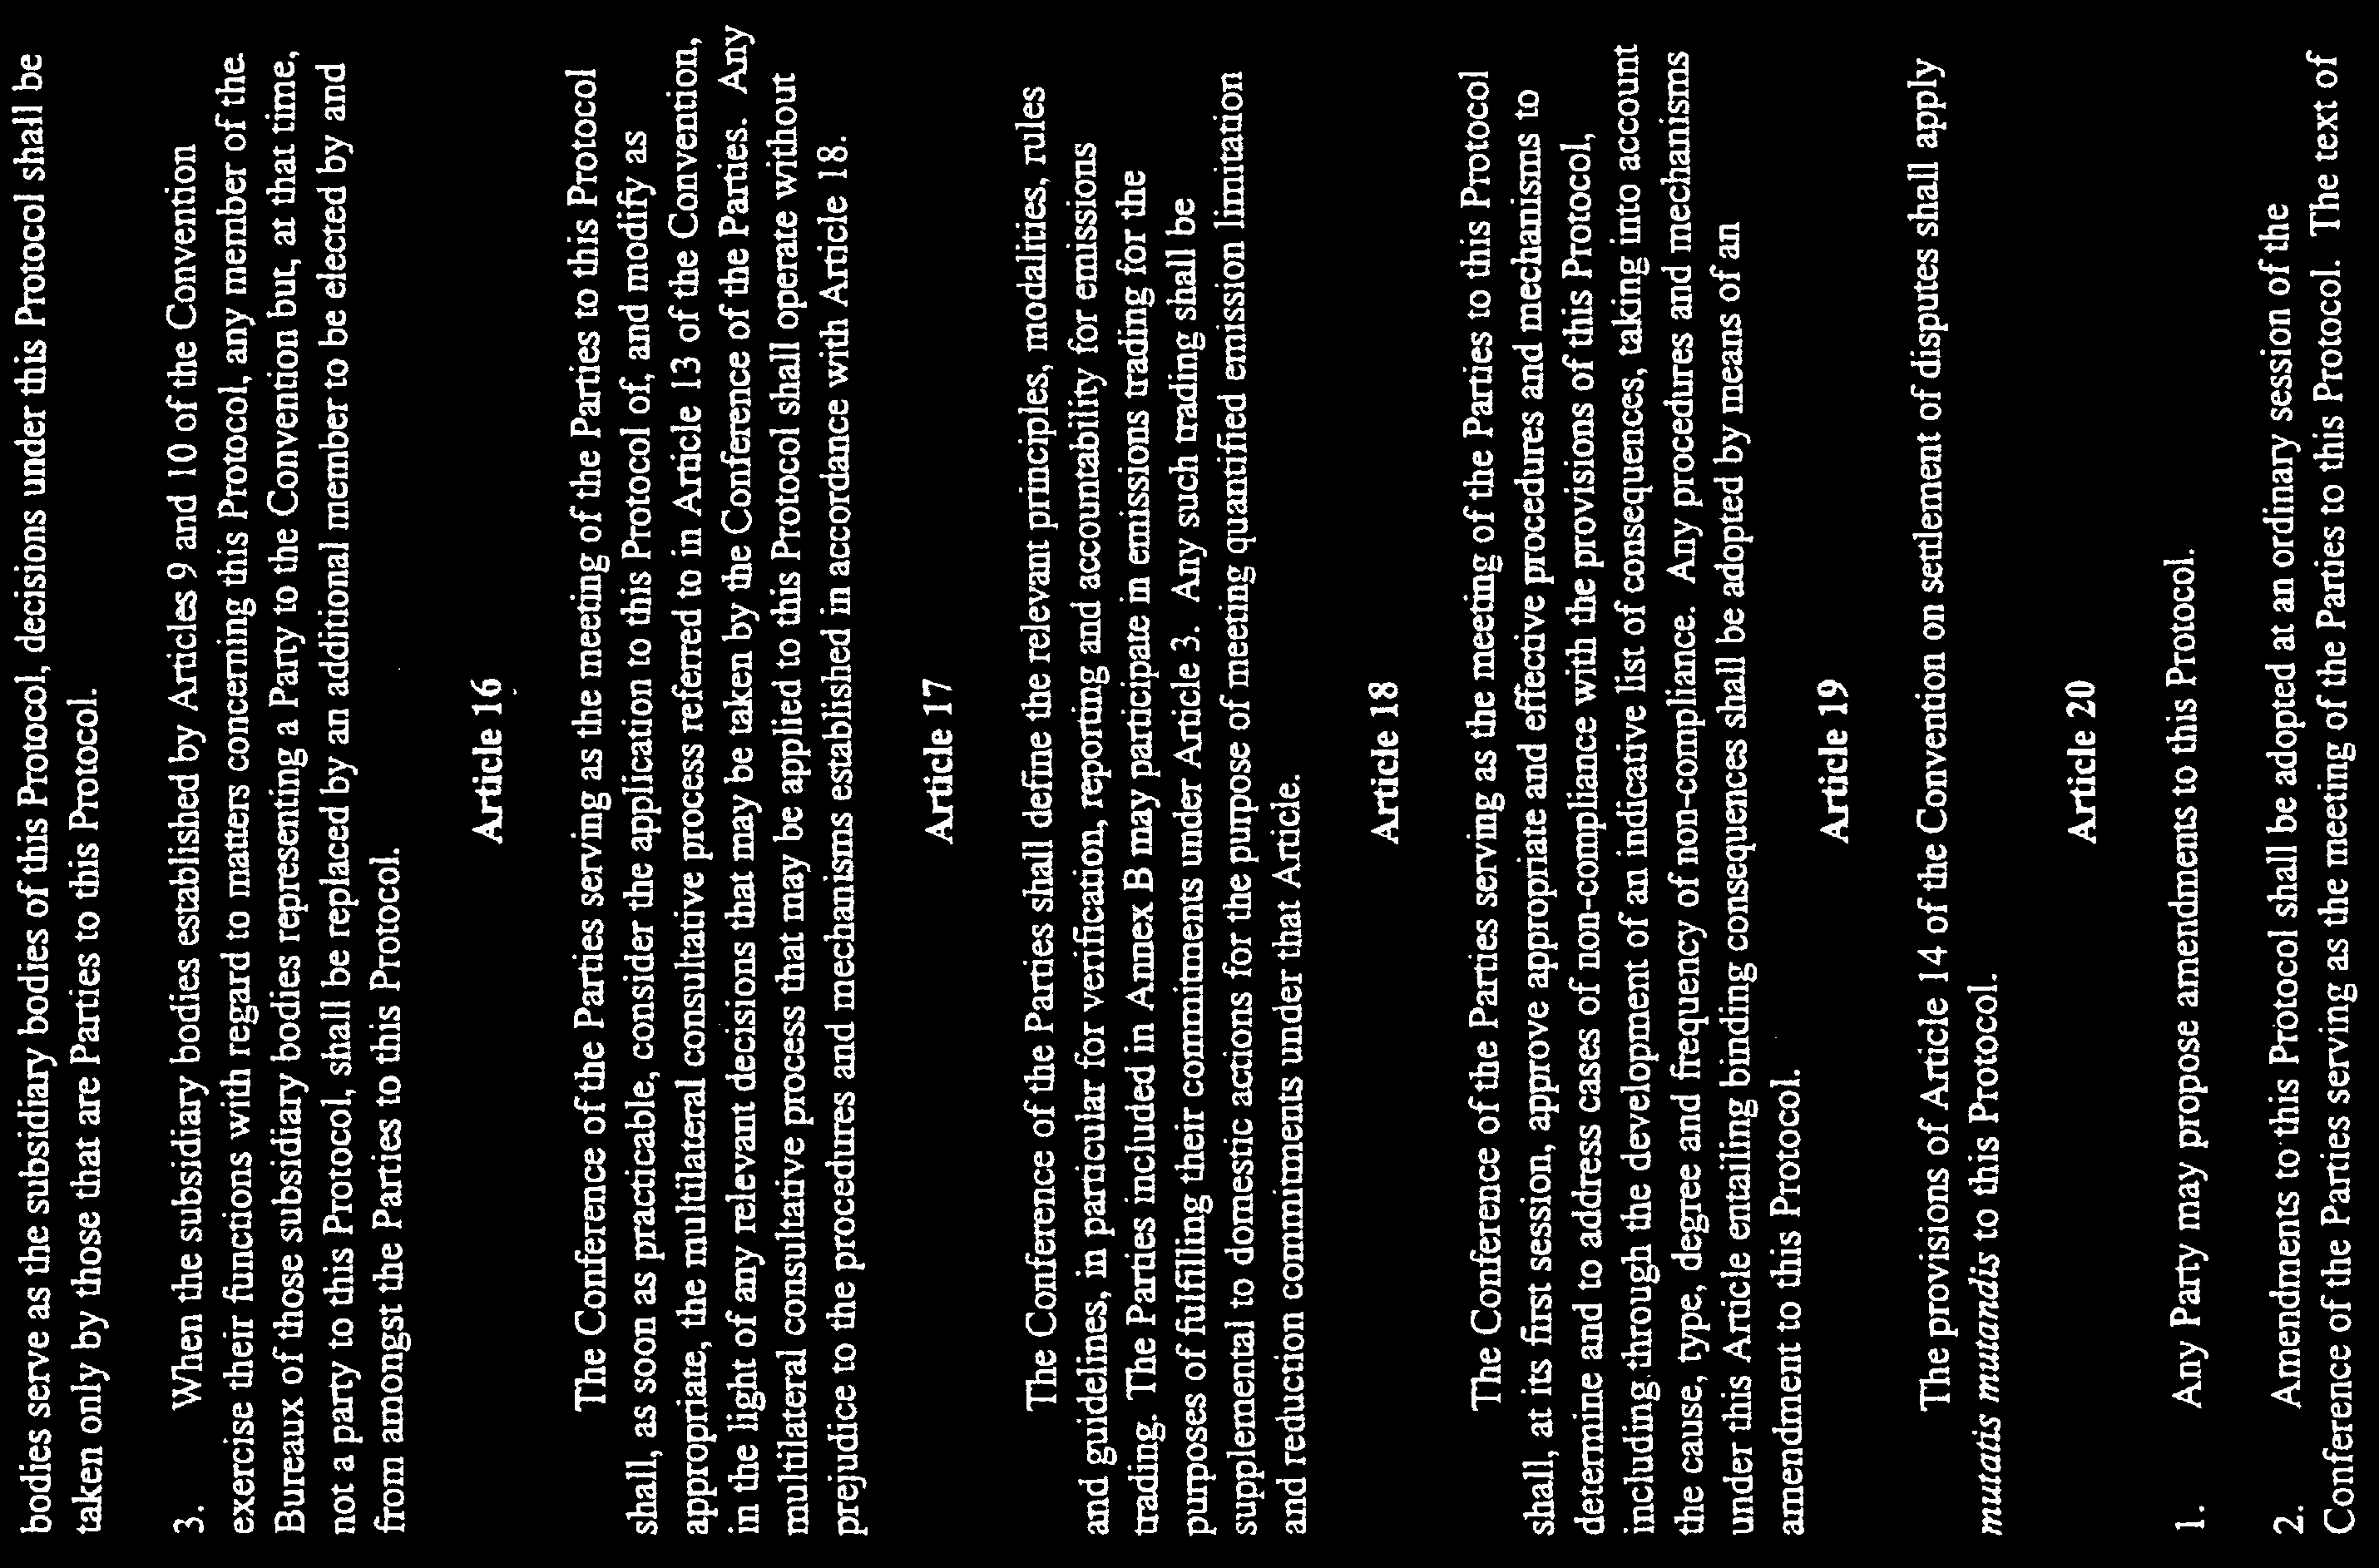 bodies serve as the subsidiary bodies of this Protocol, decisions under this Protocol shall be
taken only by those that are Parties to this Protocol.
3. When the subsidiary bodies established by Articles 9 and 10 of the Convention
exercise their functions with regard to matters concerning this Protocol, any member of the
Bureaux of those subsidiary bodies representing a Party to the Convention but, at that time,
not a party to this Protocol, shall be replaced by an additional member to be elected by and
from amongst the Parties to this Protocol.
Article 16
The Conference of the Parties serving as the meeting of the Parties to this Protocol
shall, as soon as practicable, consider the application to this Protocol of, and modify as
appropriate, the multilateral consultative process referred to in Article 13 of the Convention,
in the light of any relevant decisions that may be taken by the Conference of the Parties. Any
multilateral consultative process that may be applied to this Protocol shall operate without
prejudice to the procedures and mechanisms established in accordance with Article 18.
Article 17
The Conference of the Parties shall define the relevant principles, modalities, rules
and guidelines, in particular for verification, reporting and accountability for emissions
trading. The Parties included in Annex B may participate in emissions trading for the
purposes of fulfilling their commitments under Article 3. Any such trading shall be
supplemental to domestic actions for the purpose of meeting quantified emission limitation
and reduction commitments under that Article.
Article 18
The Conference of the Parties serving as the meeting of the Parties to this Protocol
shall, at its first session, approve appropriate and effective procedures and mechanisms to
determine and to address cases of non-compliance with the provisions of this Protocol,
including through the development of an indicative list of consequences, taking into account
the cause, type, degree and frequency of non-compliance. Any procedures and mechanisms
under this Article entailing binding consequences shall be adopted by means of an
amendment to this Protocol.
Article 19
The provisions of Article 14 of the Convention on settlement of disputes shall apply
mutatis mutandis to this Protocol.
Article 20
1. Any Party may propose amendments to this Protocol.
2. Amendments to this Protocol shall be adopted at an ordinary session of the
Conference of the Parties serving as the meeting of the Parties to this Protocol. The text of